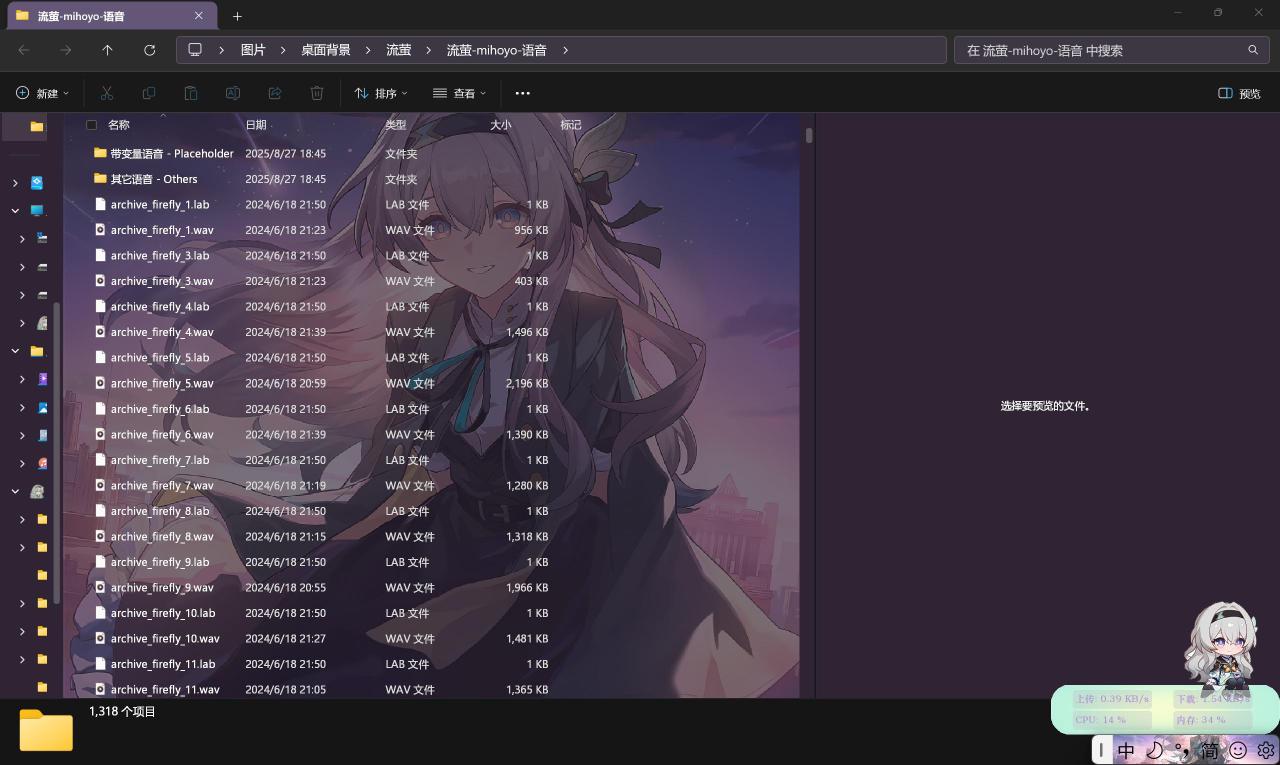 流萤-mihoyo-语音
图片 桌面背景 流萤 流萤-mihoyo-语音
在 流萤-mihoyo-语音 中搜索
新建 排序 查看 预览
名称 日期 类型 大小 标记
带变量语音 - Placeholder 2025/8/27 18:45 文件夹
其它语音 - Others 2025/8/27 18:45 文件夹
archive_firefly_1.lab 2024/6/18 21:50 LAB 文件 1 KB
archive_firefly_1.wav 2024/6/18 21:23 WAV 文件 956 KB
archive_firefly_3.lab 2024/6/18 21:50 LAB 文件 1 KB
archive_firefly_3.wav 2024/6/18 21:23 WAV 文件 403 KB
archive_firefly_4.lab 2024/6/18 21:50 LAB 文件 1 KB
archive_firefly_4.wav 2024/6/18 21:39 WAV 文件 1,496 KB
archive_firefly_5.lab 2024/6/18 21:50 LAB 文件 1 KB
archive_firefly_5.wav 2024/6/18 20:59 WAV 文件 2,196 KB
archive_firefly_6.lab 2024/6/18 21:50 LAB 文件 1 KB
archive_firefly_6.wav 2024/6/18 21:39 WAV 文件 1,390 KB
archive_firefly_7.lab 2024/6/18 21:50 LAB 文件 1 KB
archive_firefly_7.wav 2024/6/18 21:19 WAV 文件 1,280 KB
archive_firefly_8.lab 2024/6/18 21:50 LAB 文件 1 KB
archive_firefly_8.wav 2024/6/18 21:15 WAV 文件 1,318 KB
archive_firefly_9.lab 2024/6/18 21:50 LAB 文件 1 KB
archive_firefly_9.wav 2024/6/18 20:55 WAV 文件 1,966 KB
archive_firefly_10.lab 2024/6/18 21:50 LAB 文件 1 KB
archive_firefly_10.wav 2024/6/18 21:27 WAV 文件 1,481 KB
archive_firefly_11.lab 2024/6/18 21:50 LAB 文件 1 KB
archive_firefly_11.wav 2024/6/18 21:05 WAV 文件 1,365 KB
选择要预览的文件。
1,318 个项目
上传: 0.39 KB/s 下载: 1.54 KB/s
CPU: 14 % 内存: 34 %
中 简